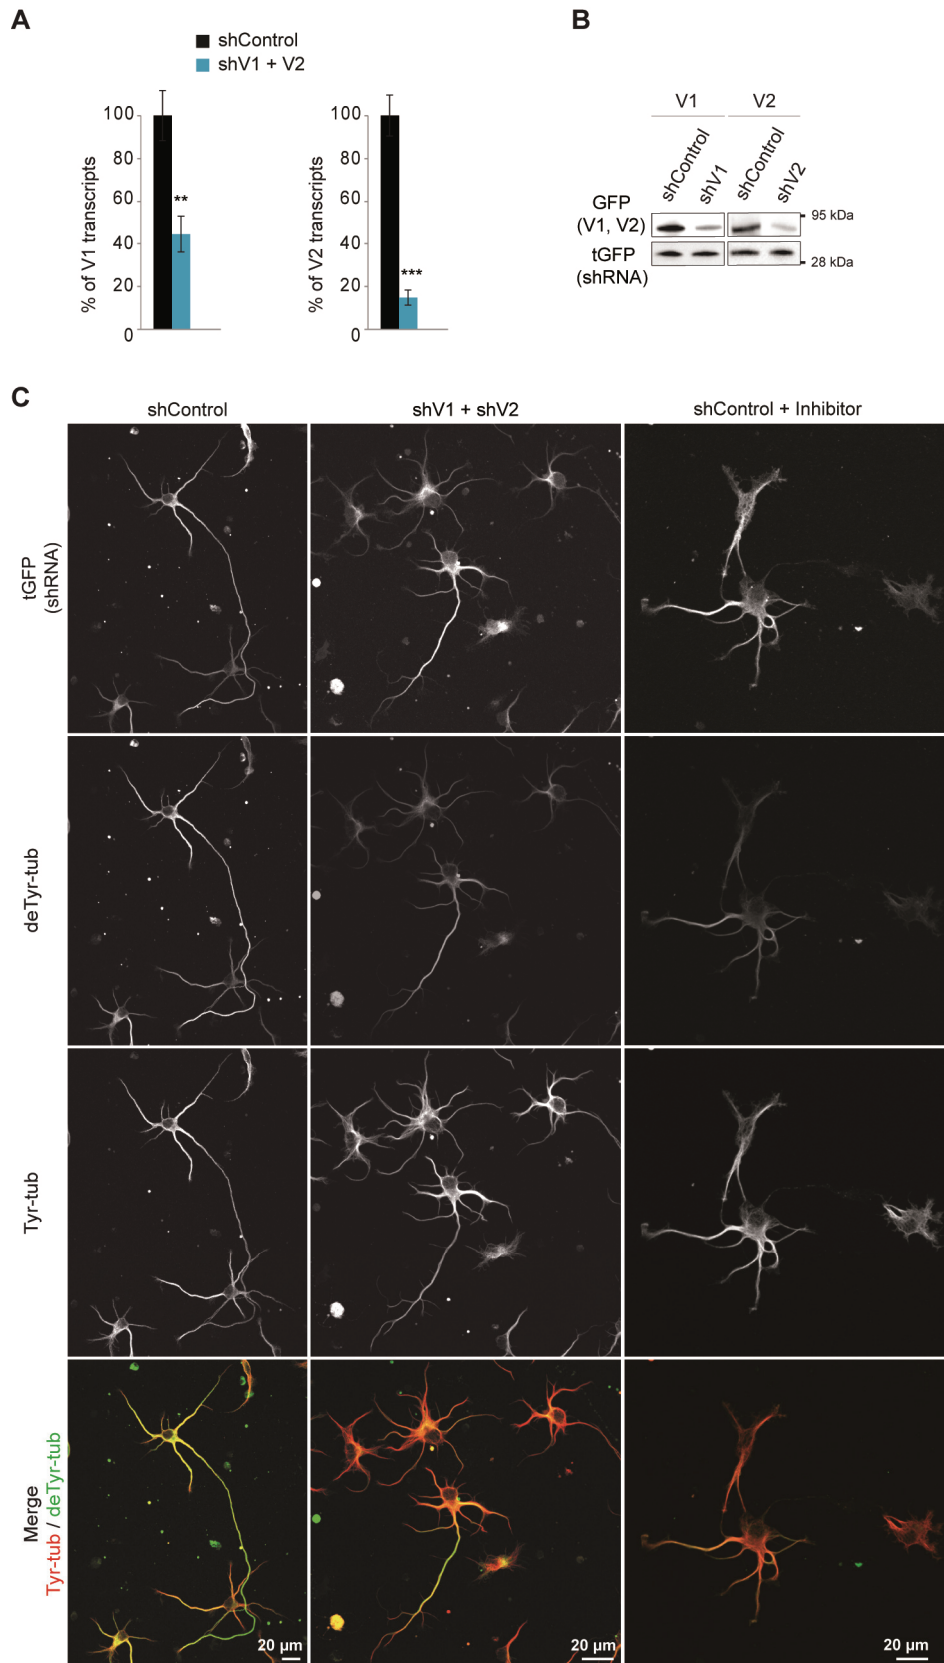 A
shControl
shV1 + V2
% of V1 transcripts
100
80
60
40
20
0
**
% of V2 transcripts
100
80
60
40
20
0
***
B
V1
V2
shControl
shV1
shControl
shV2
GFP
(V1, V2)
95 kDa
tGFP
(shRNA)
28 kDa
C
shControl
shV1 + shV2
shControl + Inhibitor
tGFP
(shRNA)
deTyr-tub
Tyr-tub
Merge
Tyr-tub / deTyr-tub
20 µm
20 µm
20 µm